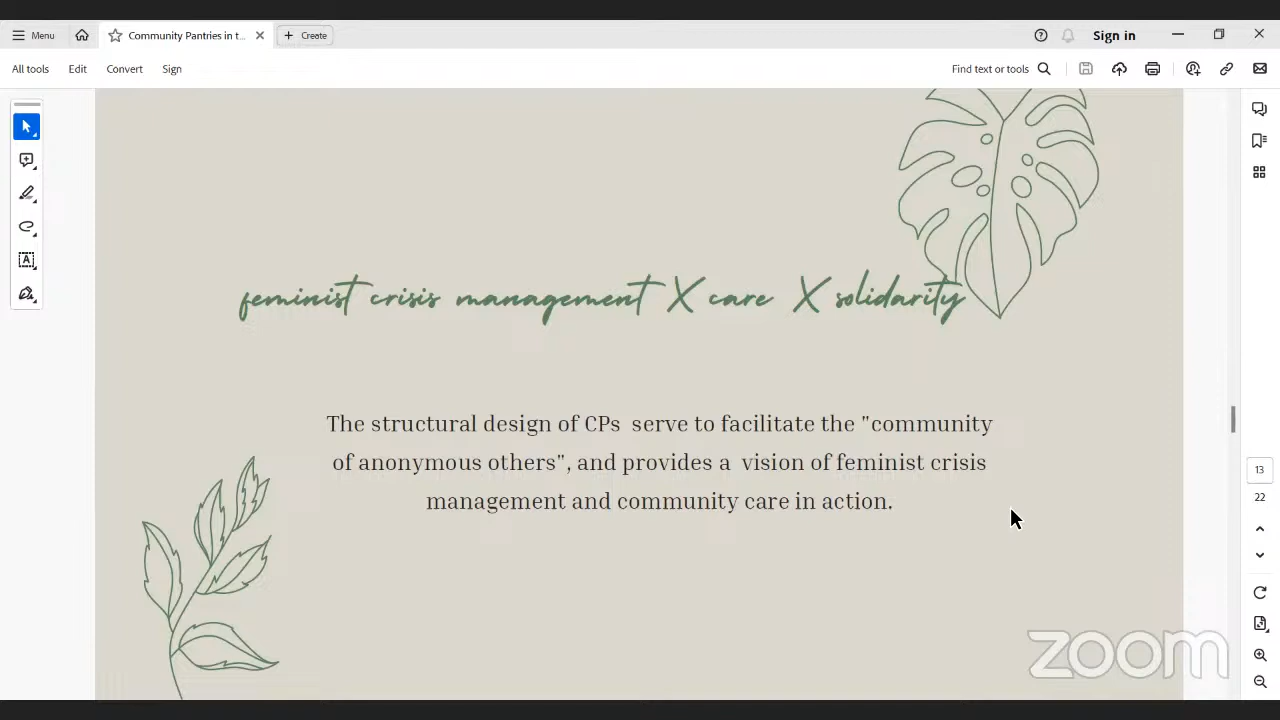 Menu
Community Pantries in t...
Create
Sign in
All tools
Edit
Convert
Sign
Find text or tools
feminist crisis management X care X solidarity
The structural design of CPs serve to facilitate the "community
of anonymous others", and provides a vision of feminist crisis
management and community care in action.
13
22
zoom